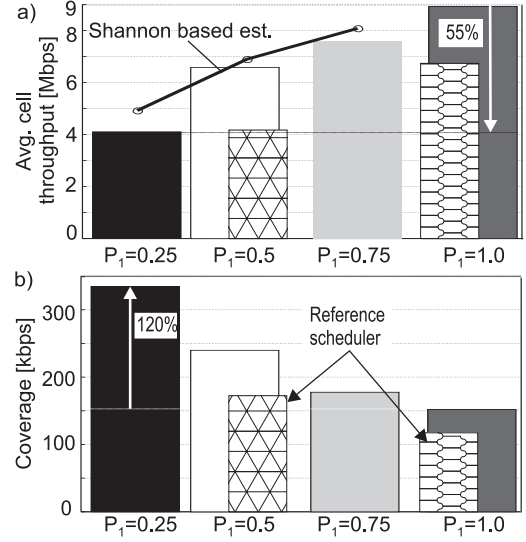 a)
Avg. cell
throughput [Mbps]
9
8
6
4
2
0
Shannon based est.
55%
P1=0.25 P1=0.5 P1=0.75 P1=1.0
b)
Coverage [kbps]
300
200
100
0
120%
Reference
scheduler
P1=0.25 P1=0.5 P1=0.75 P1=1.0